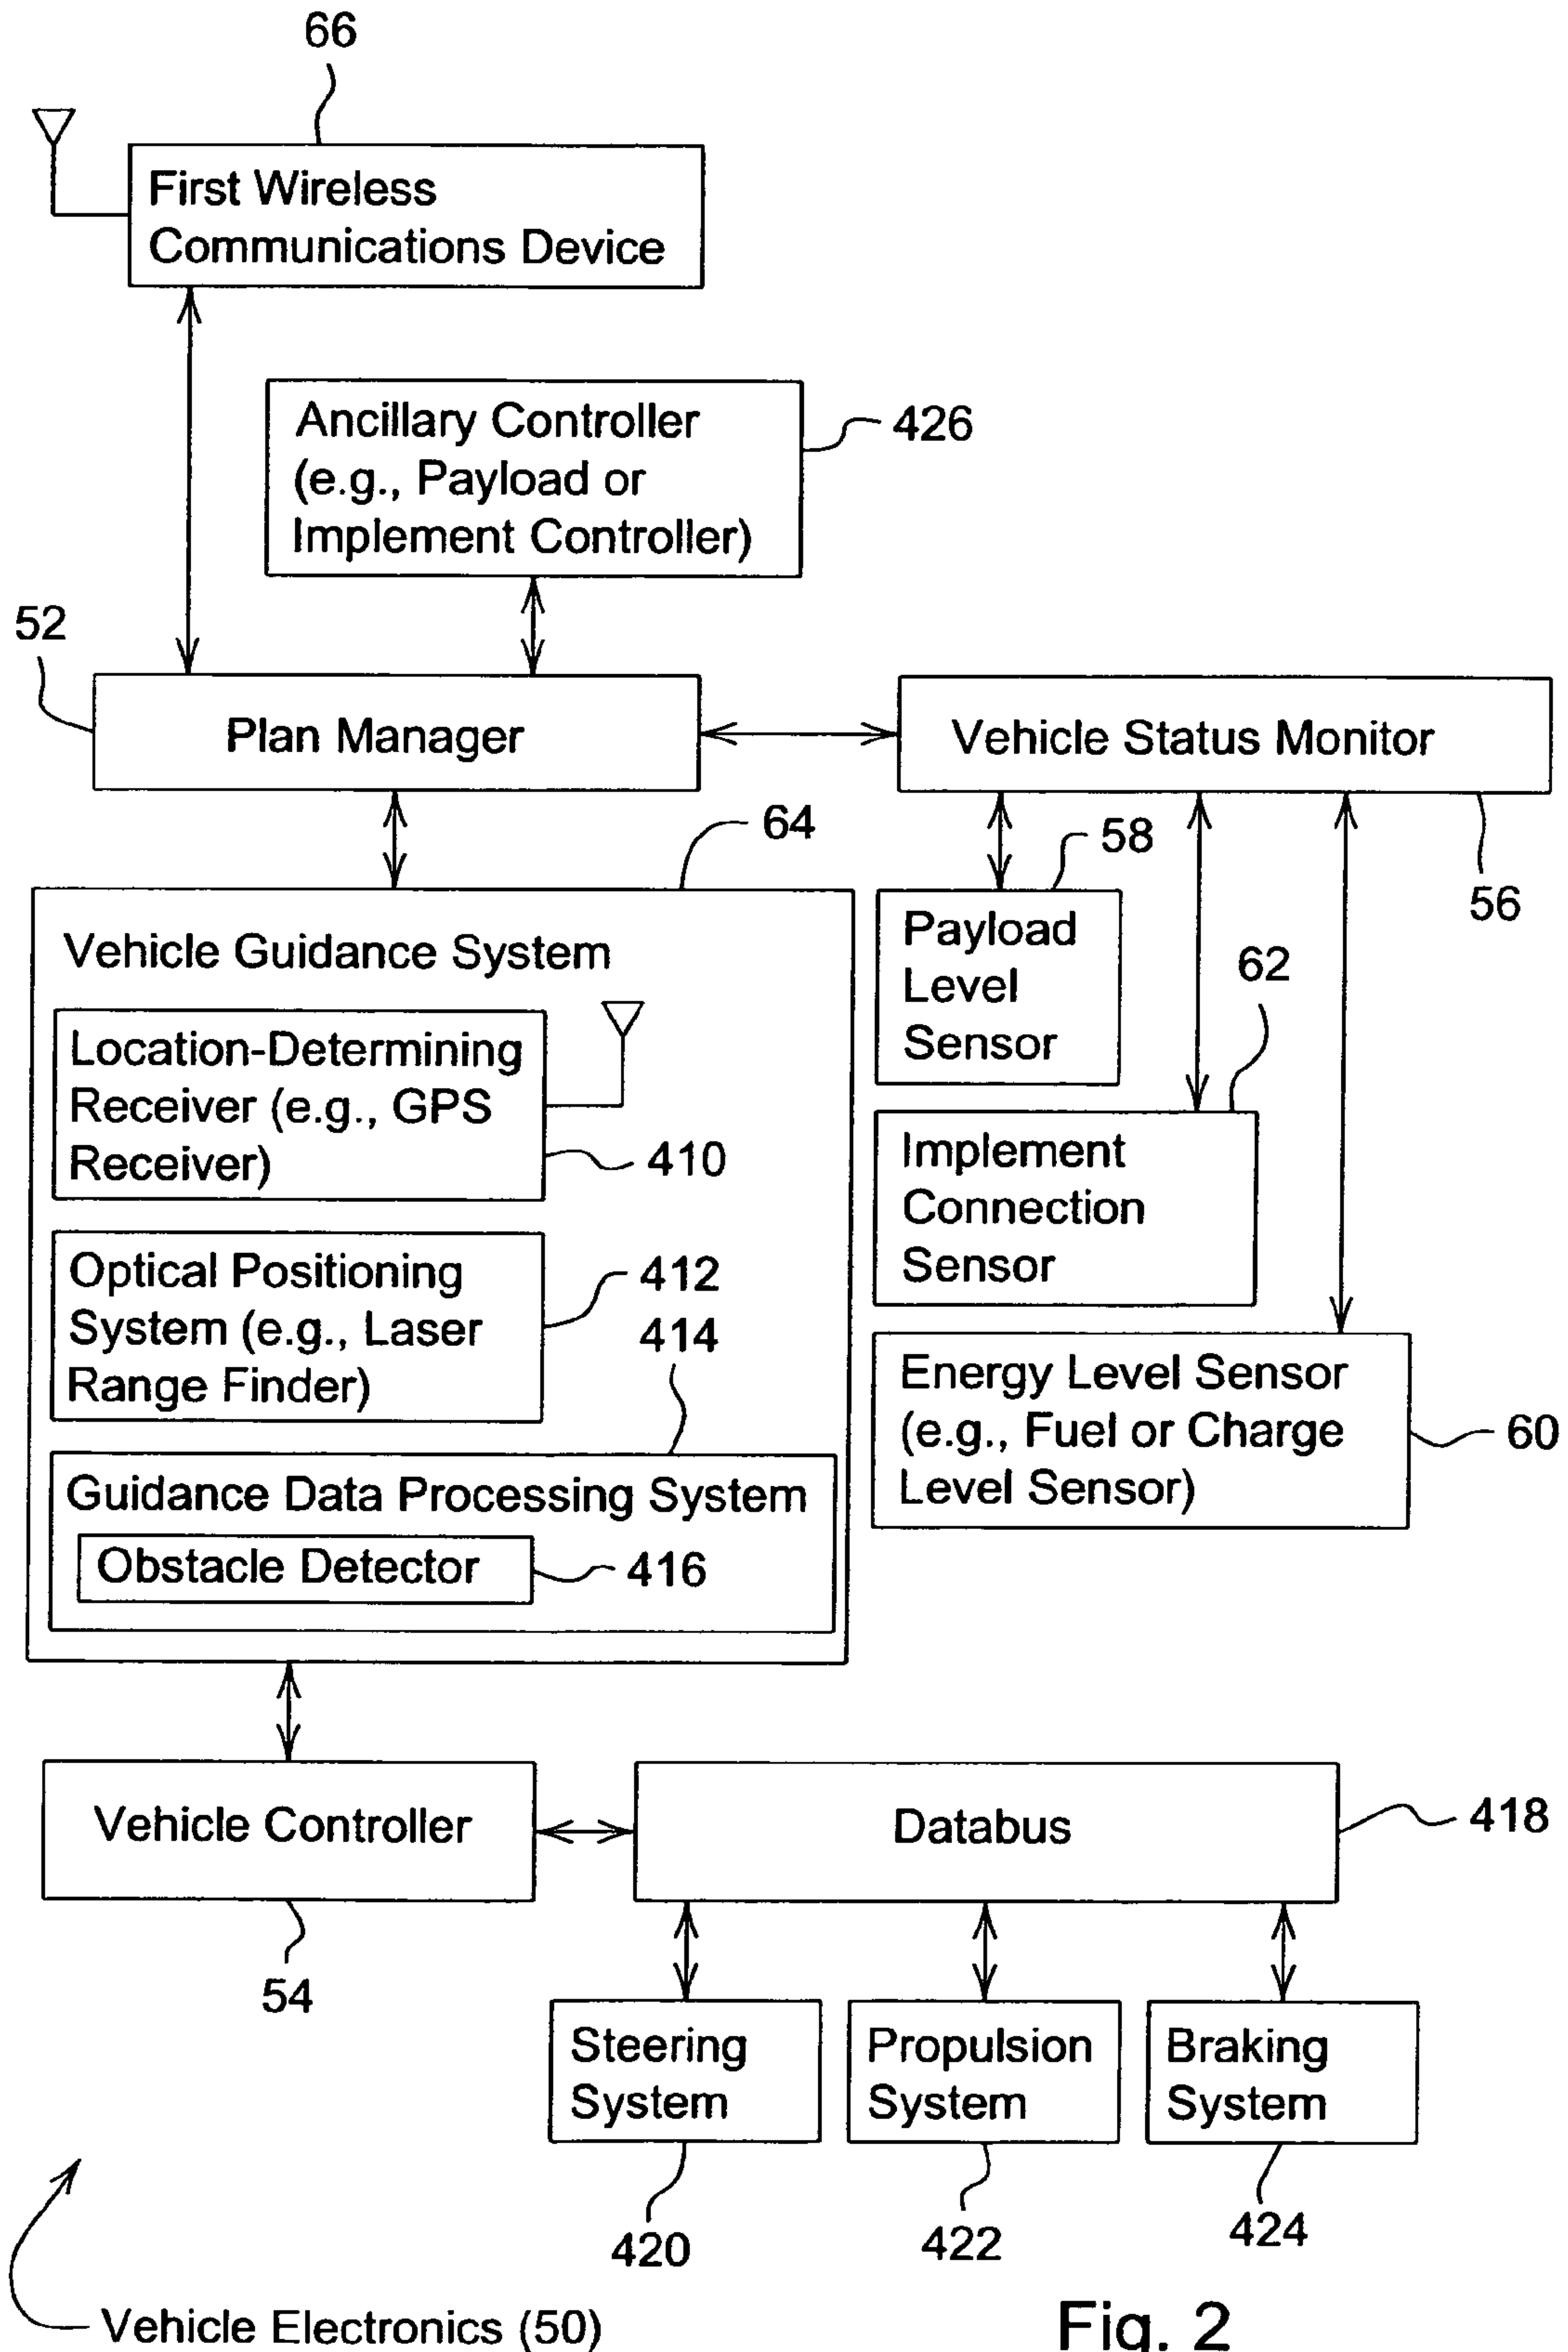 66
First Wireless
Communications Device
Ancillary Controller
(e.g., Payload or
Implement Controller)
426
52
Plan Manager
Vehicle Status Monitor
56
64
Vehicle Guidance System
Location-Determining
Receiver (e.g., GPS
Receiver)
410
Optical Positioning
System (e.g., Laser
Range Finder)
412
414
Guidance Data Processing System
Obstacle Detector
416
58
Payload
Level
Sensor
62
Implement
Connection
Sensor
Energy Level Sensor
(e.g., Fuel or Charge
Level Sensor)
60
Vehicle Controller
54
Databus
418
Steering
System
420
Propulsion
System
422
Braking
System
424
Vehicle Electronics (50)
Fig. 2